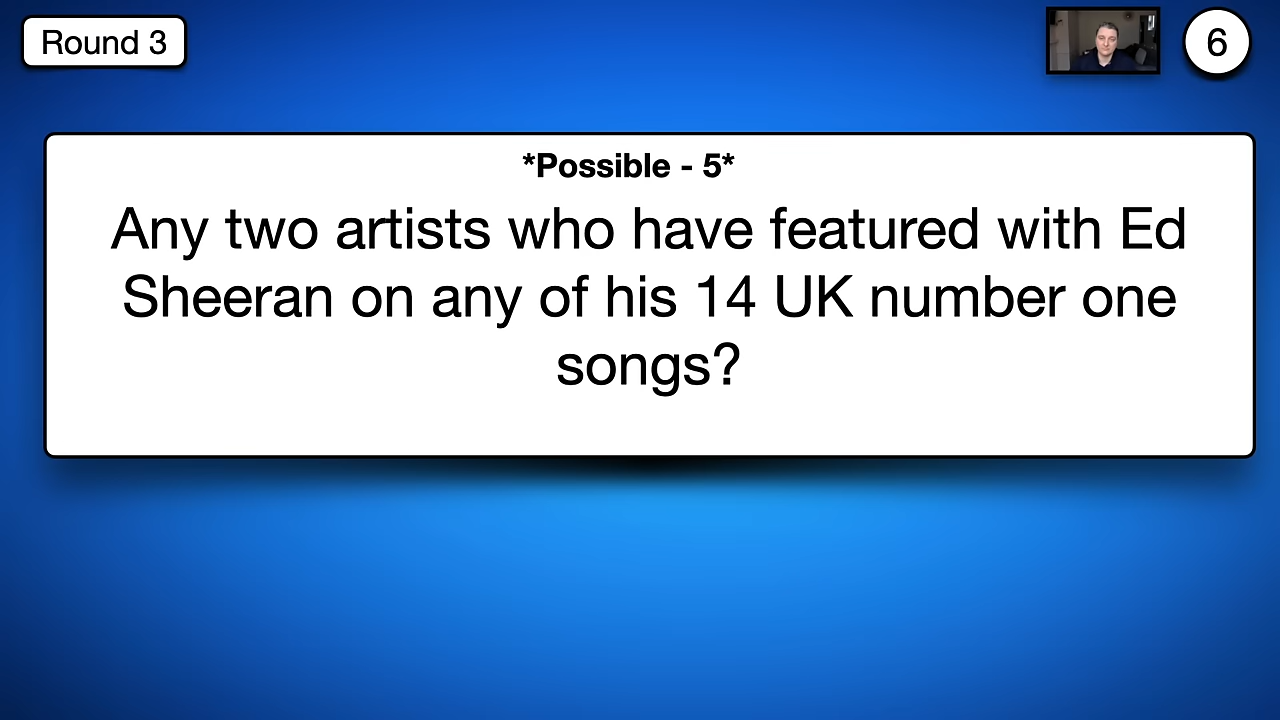 Round 3
6
*Possible - 5*
Any two artists who have featured with Ed
Sheeran on any of his 14 UK number one
songs?